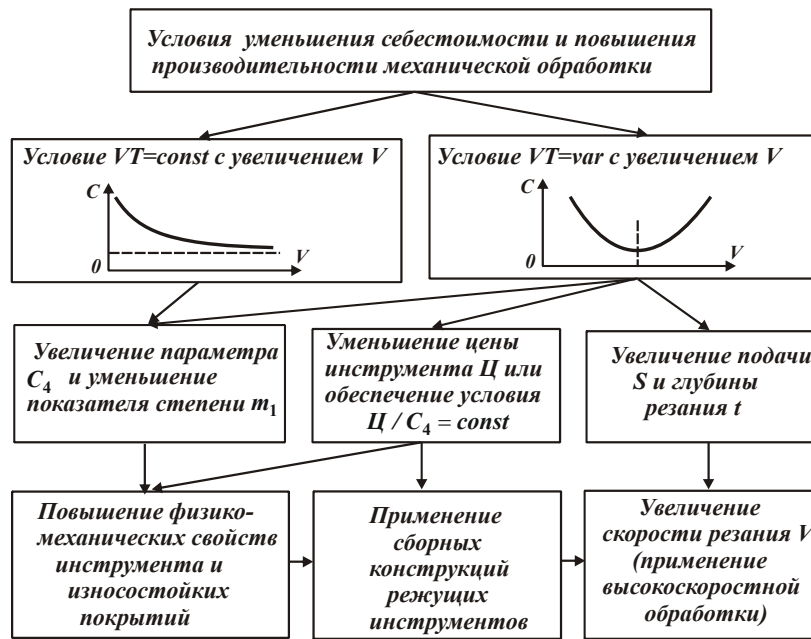 Условия уменьшения себестоимости и повышения
производительности механической обработки
Условие VT=const с увеличением V
C
0
V
Условие VT=var с увеличением V
C
0
V
Увеличение параметра
C₄ и уменьшение
показателя степени m₁
Уменьшение цены
инструмента Ц или
обеспечение условия
Ц / C₄ = const
Увеличение подачи
S и глубины
резания t
Повышение физико-
механических свойств
инструмента и
износостойких
покрытий
Применение
сборных
конструкций
режущих
инструментов
Увеличение
скорости резания V
(применение
высокоскоростной
обработки)